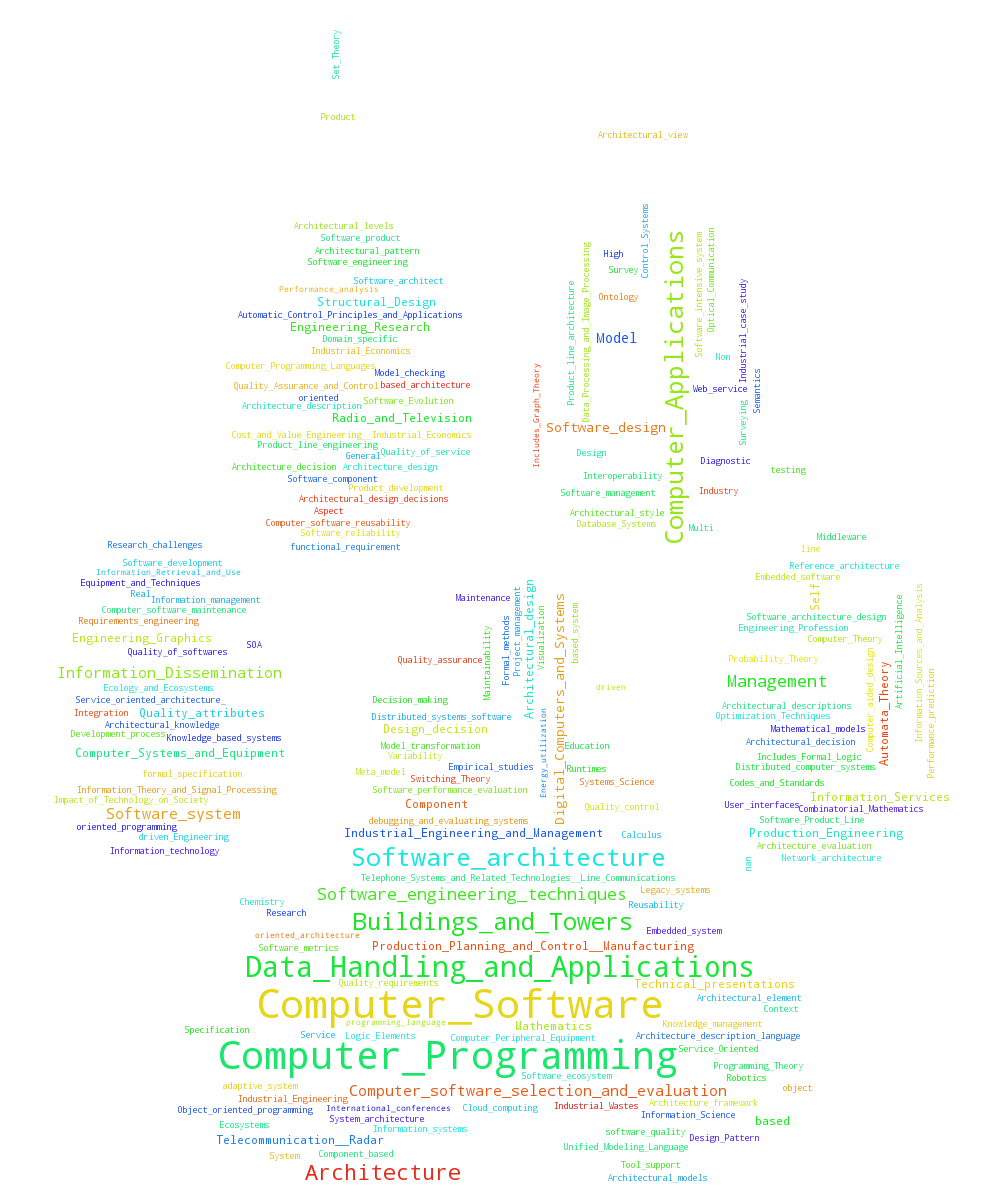 Set_Theory
Product
Architectural_view
Architectural_levels
Software_product
Architectural_pattern
Software_engineering
Control_Systems
High
Survey
Software_architect
Performance_analysis
Structural_Design
Automatic_Control_Principles_and_Applications
Engineering_Research
Domain_specific
Industrial_Economics
Ontology
Model
Product_line_architecture
Data_Processing_and_Image_Processing
Computer_Applications
Software_intensive_system
Optical_Communication
Industrial_case_study
Non
Semantics
Web_service
Surveying
Computer_Programming_Languages
Model_checking
Quality_Assurance_and_Control
based_architecture
oriented
Software_Evolution
Architecture_description
Radio_and_Television
Includes_Graph_Theory
Software_design
Cost_and_Value_Engineering__Industrial_Economics
Product_line_engineering
General
Quality_of_service
Architecture_decision
Architecture_design
Design
Diagnostic
testing
Software_component
Interoperability
Product_development
Software_management
Industry
Architectural_design_decisions
Aspect
Architectural_style
Computer_software_reusability
Database_Systems
Multi
Software_reliability
functional_requirement
Middleware
line
Research_challenges
Software_development
Information_Retrieval_and_Use
Equipment_and_Techniques
Real
Information_management
Computer_software_maintenance
Requirements_engineering
Engineering_Graphics
SOA
Quality_of_softwares
Information_Dissemination
Ecology_and_Ecosystems
Service_oriented_architecture_
Integration
Quality_attributes
Architectural_knowledge
Development_process
Knowledge_based_systems
Computer_Systems_and_Equipment
formal_specification
Information_Theory_and_Signal_Processing
Impact_of_Technology_on_Society
Software_system
oriented_programming
driven_Engineering
Information_technology
Maintenance
Maintainability
Formal_methods
Project_management
Architectural_design
Visualization
Digital_Computers_and_Systems
based_system
Quality_assurance
driven
Decision_making
Distributed_systems_software
Design_decision
Energy_utilization
Model_transformation
Education
Variability
Empirical_studies
Runtimes
Meta_model
Switching_Theory
Systems_Science
Software_performance_evaluation
Component
Quality_control
debugging_and_evaluating_systems
Industrial_Engineering_and_Management
Calculus
Reference_architecture
Embedded_software
Self
Software_architecture_design
Engineering_Profession
Computer_Theory
Artificial_Intelligence
Information_Sources_and_Analysis
Computer_aided_design
Automata_Theory
Performance_prediction
Probability_Theory
Management
Architectural_descriptions
Optimization_Techniques
Mathematical_models
Architectural_decision
Includes_Formal_Logic
Distributed_computer_systems
Codes_and_Standards
Information_Services
User_interfaces
Combinatorial_Mathematics
Software_Product_Line
Production_Engineering
Architecture_evaluation
nan
Network_architecture
Software_architecture
Telephone_Systems_and_Related_Technologies__Line_Communications
Software_engineering_techniques
Legacy_systems
Chemistry
Reusability
Research
Buildings_and_Towers
Embedded_system
oriented_architecture
Software_metrics
Production_Planning_and_Control__Manufacturing
Data_Handling_and_Applications
Quality_requirements
Technical_presentations
Computer_Software
Architectural_element
Context
programming_language
Mathematics
Knowledge_management
Specification
Service
Logic_Elements
Computer_Peripheral_Equipment
Architecture_description_language
Computer_Programming
Service_Oriented
Programming_Theory
Software_ecosystem
Robotics
adaptive_system
Computer_software_selection_and_evaluation
object
Industrial_Engineering
Object_oriented_programming
International_conferences
Cloud_computing
Industrial_Wastes
Architecture_framework
System_architecture
Information_Science
Ecosystems
Information_systems
based
Telecommunication__Radar
software_quality
Design_Pattern
System
Component_based
Unified_Modeling_Language
Architecture
Tool_support
Architectural_models